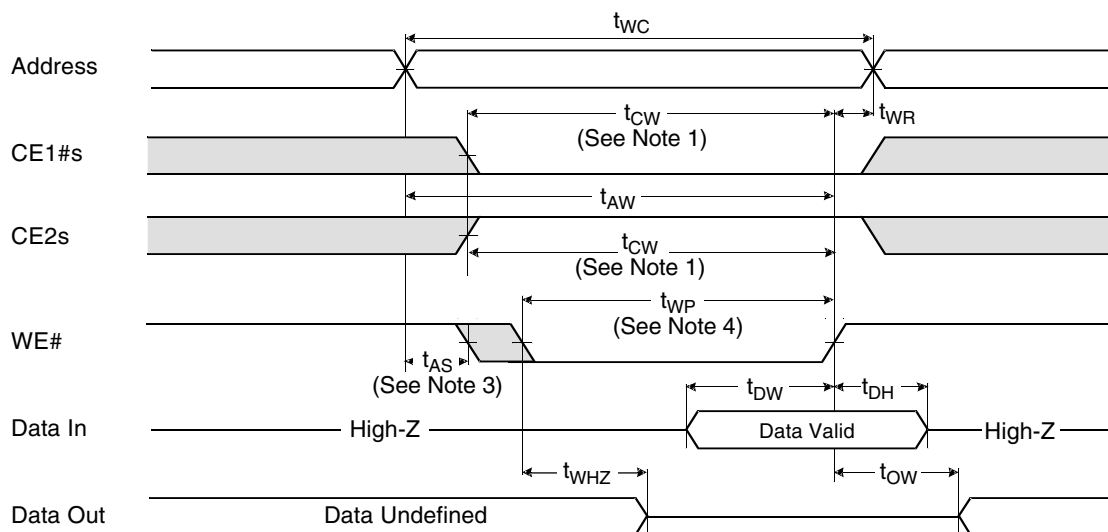 tWC
Address
tCW
(See Note 1)
tWR
CE1#s
tAW
CE2s
tCW
(See Note 1)
tWP
(See Note 4)
WE#
tAS
(See Note 3)
tDW
tDH
Data In
High-Z
Data Valid
High-Z
tWHZ
tOW
Data Out
Data Undefined